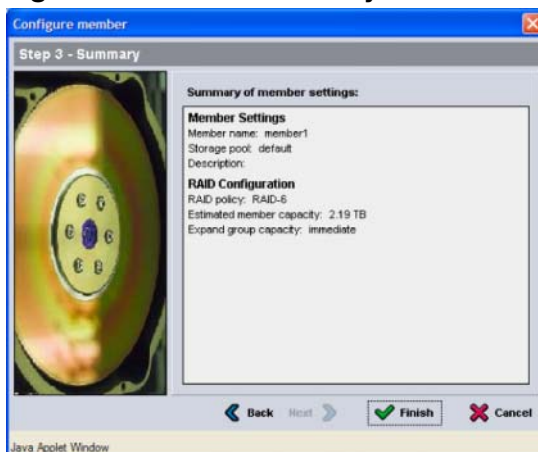 Configure member
Step 3 - Summary
Summary of member settings:
Member Settings
Member name: member1
Storage pool: default
Description:
RAID Configuration
RAID policy: RAID-6
Estimated member capacity: 2.19 TB
Expand group capacity: immediate
Back Next Finish Cancel
Java Applet Window